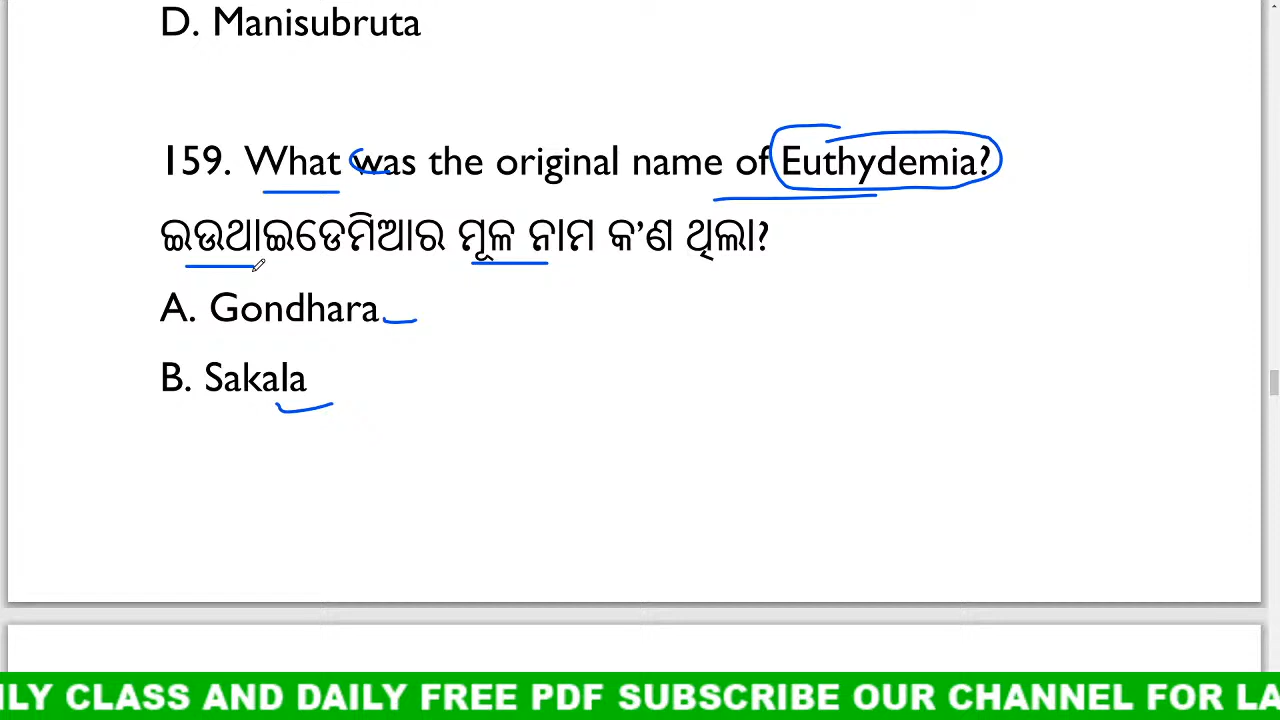 D. Manisubruta
159. What was the original name of Euthydemia?
ଇଉଥାଇଡେମିଆର ମୂଳ ନାମ କ'ଣ ଥିଲା?
A. Gondhara
B. Sakala
ILY CLASS AND DAILY FREE PDF SUBSCRIBE OUR CHANNEL FOR LA